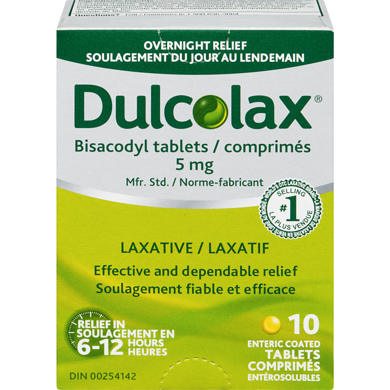 OVERNIGHT RELIEF
SOULAGEMENT DU JOUR AU LENDEMAIN
Dulcolax®
Bisacodyl tablets / comprimés
5 mg
Mfr. Std. / Norme-fabricant
SELLING
#1
LA PLUS VENDUE
LAXATIVE / LAXATIF
Effective and dependable relief
Soulagement fiable et efficace
RELIEF IN
SOULAGEMENT EN
6-12 HOURS
HEURES
10
ENTERIC COATED
TABLETS
COMPRIMÉS
ENTÉROSOLUBLES
DIN 00254142